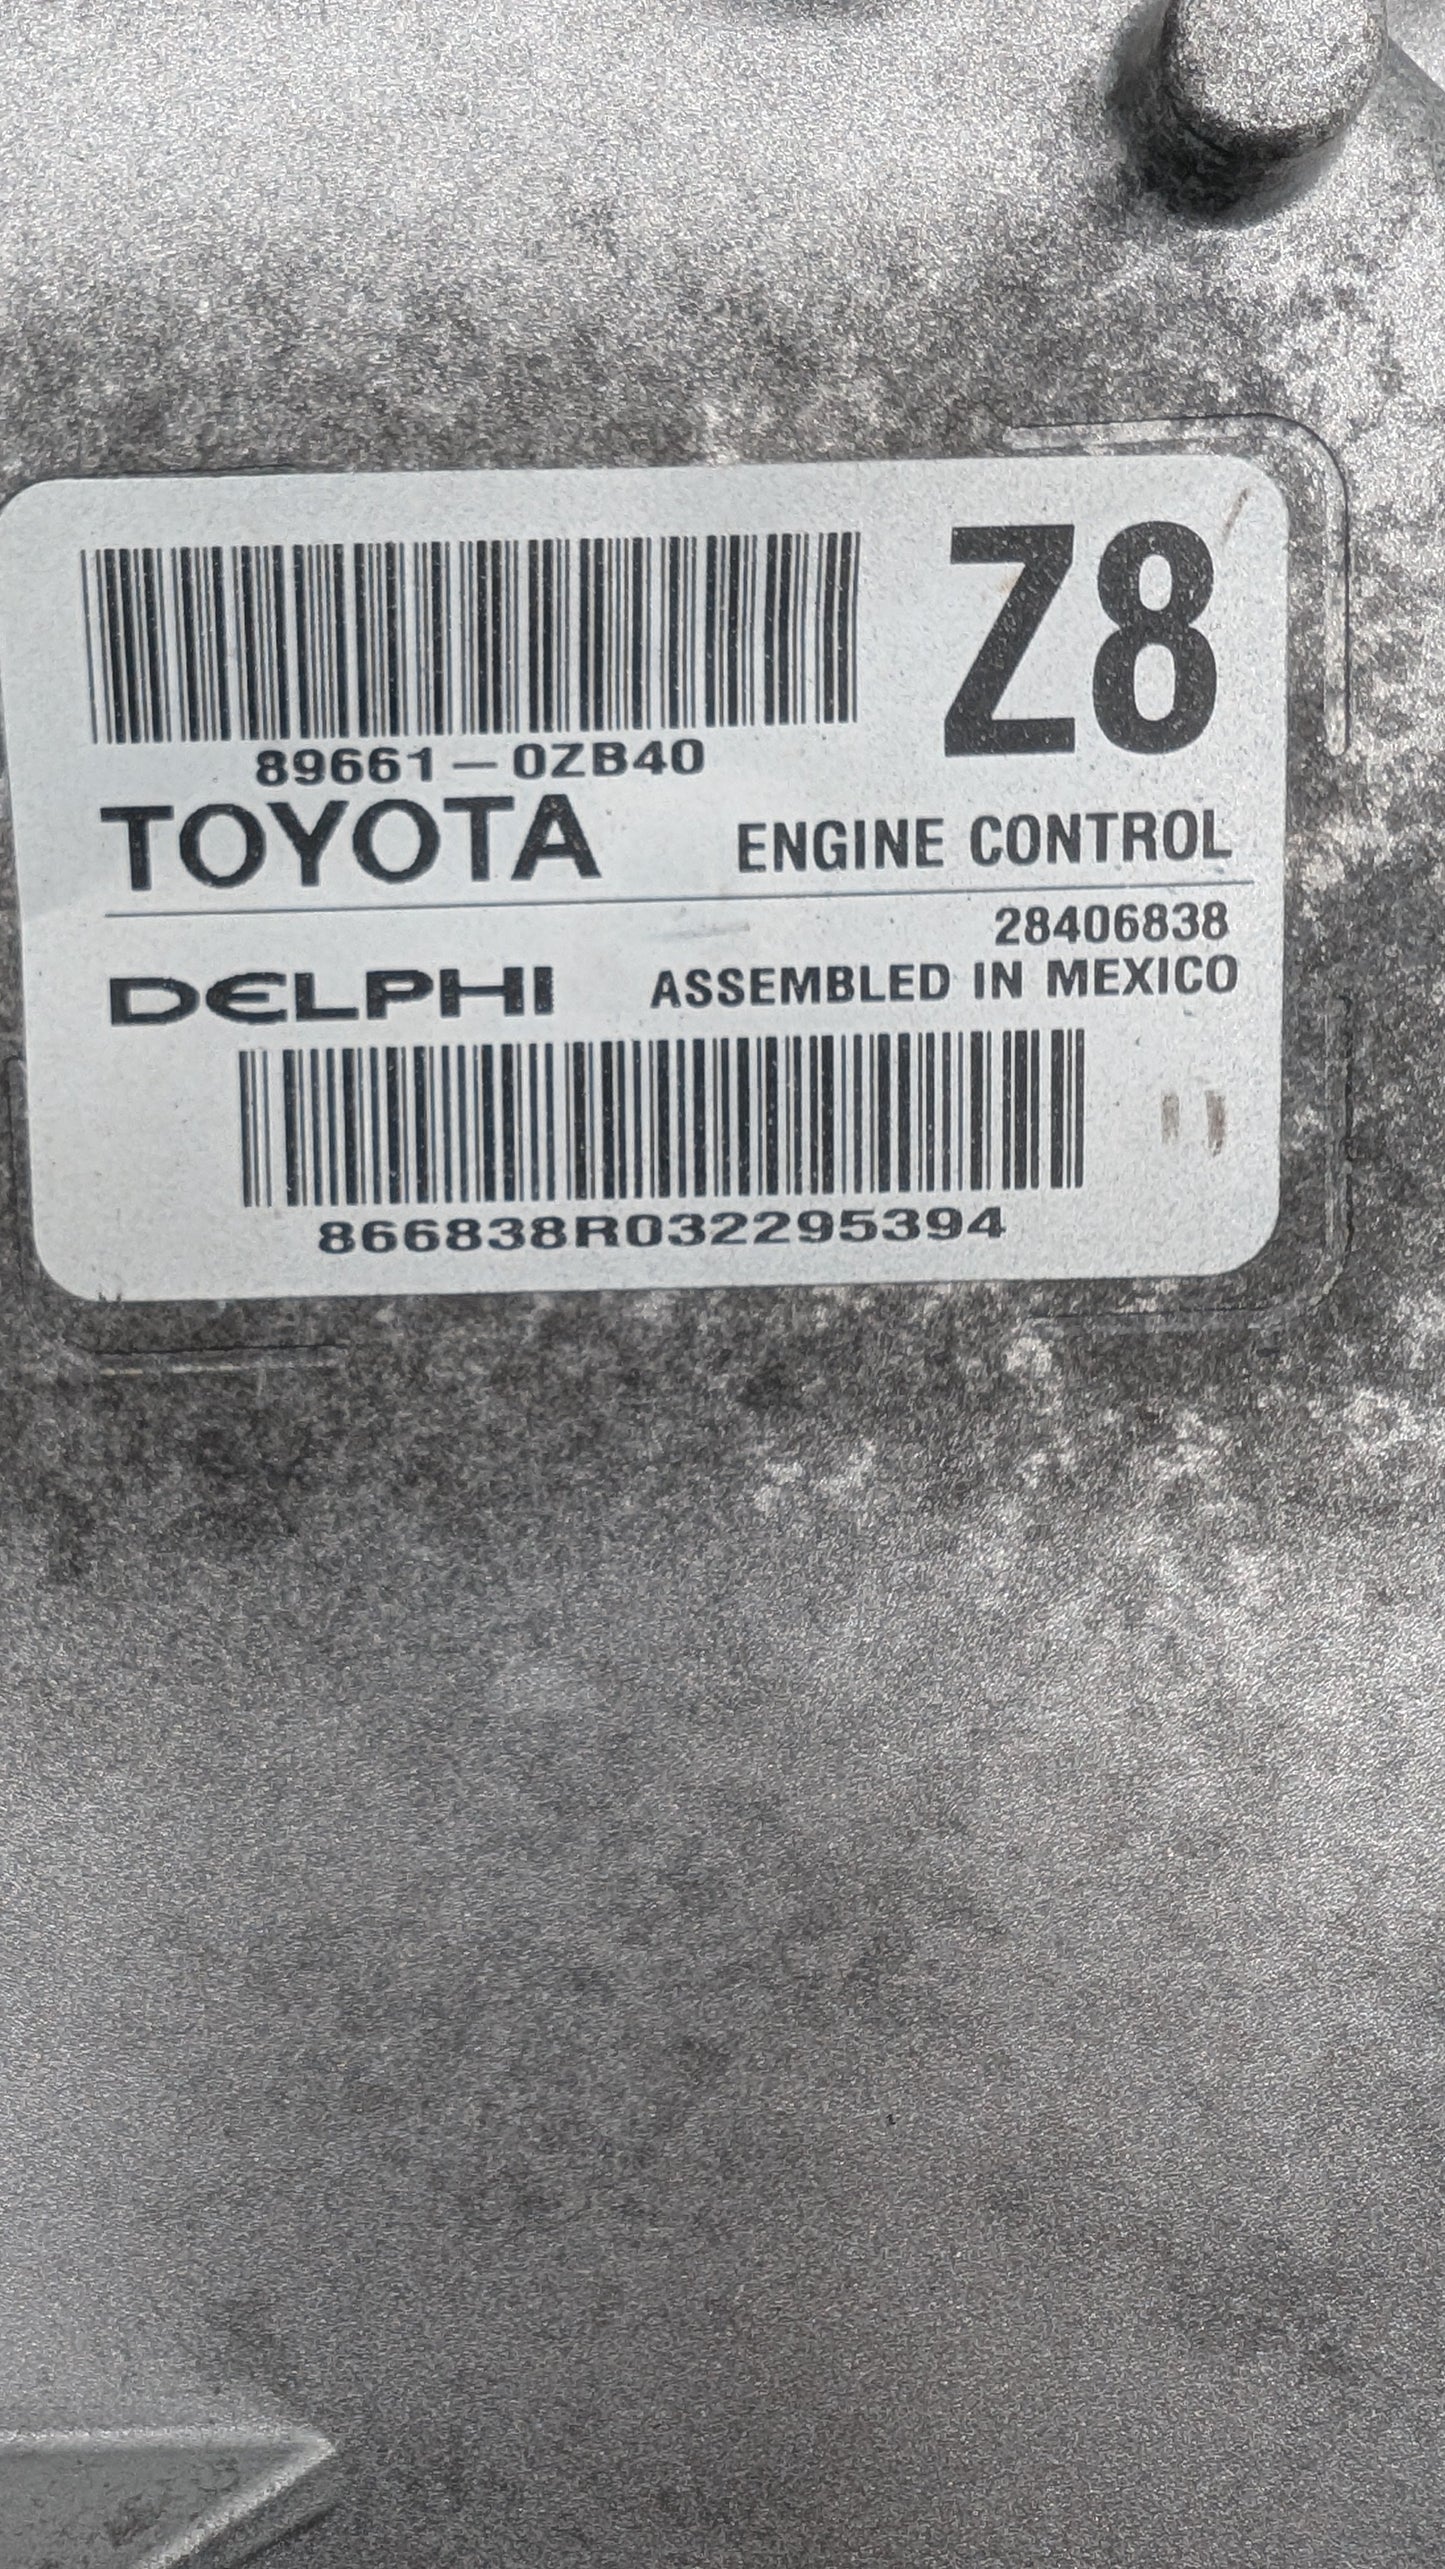 Z8
89661-0ZB40
TOYOTA ENGINE CONTROL
28406838
DELPHI ASSEMBLED IN MEXICO
866838R032295394